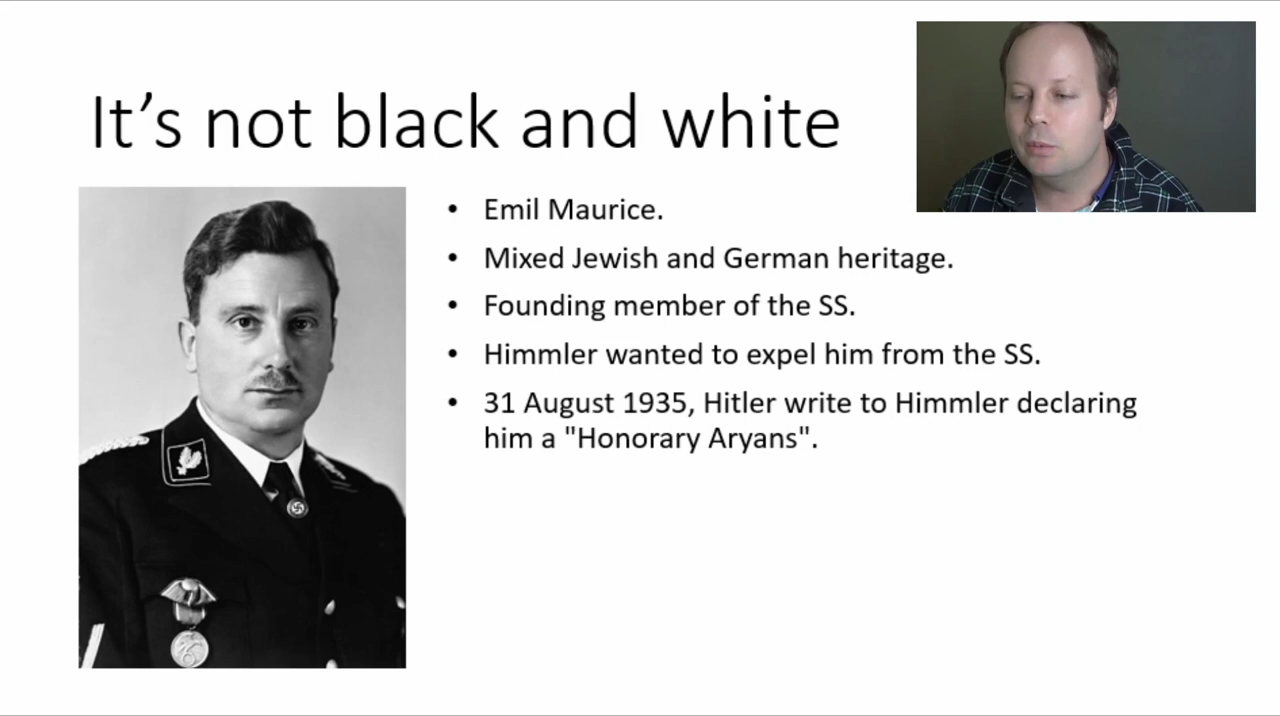 It's not black and white
• Emil Maurice.
• Mixed Jewish and German heritage.
• Founding member of the SS.
• Himmler wanted to expel him from the SS.
• 31 August 1935, Hitler write to Himmler declaring
him a "Honorary Aryans".